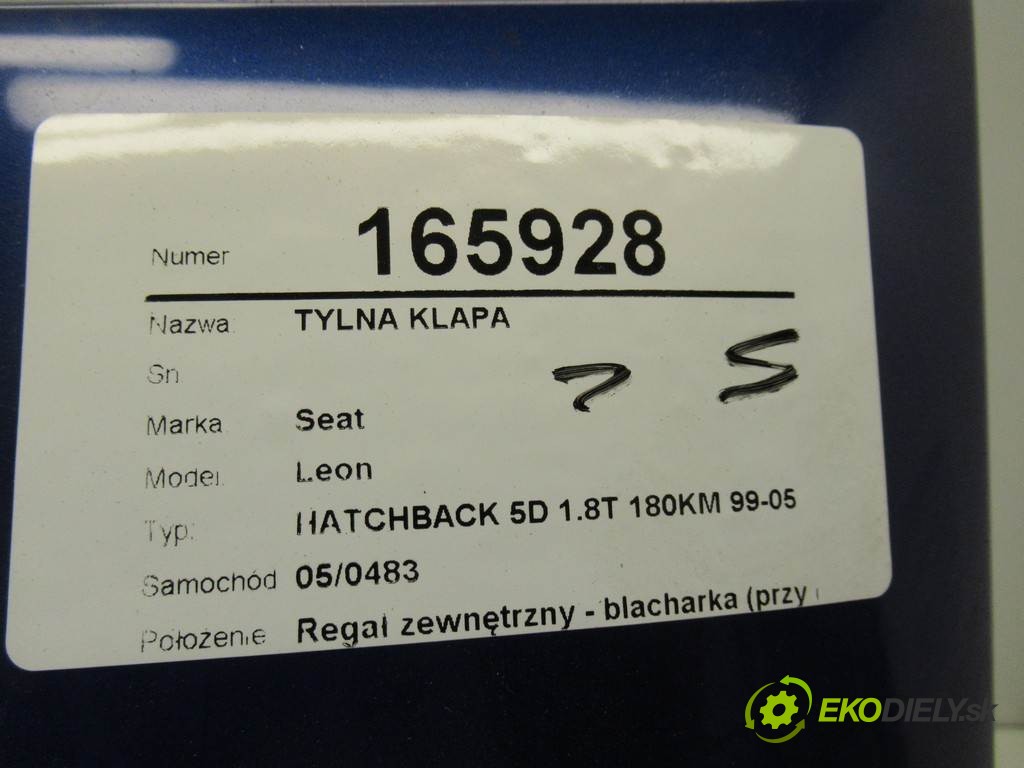 Numer 165928
Nazwa TYLNA KLAPA
Sn
Marka Seat
Model Leon
Typ: HATCHBACK 5D 1.8T 180KM 99-05
Samochód 05/0483
Położenie Regał zewnętrzny - blacharka (przy
EKODIELY.sk